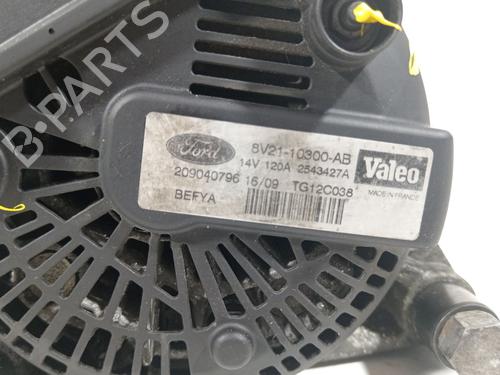 B-PARTS
Ford
8V21-10300-AB
14V 120A 2543427A
209040796 16/09 TG12C038
BEFYA
Valeo
MADE IN FRANCE